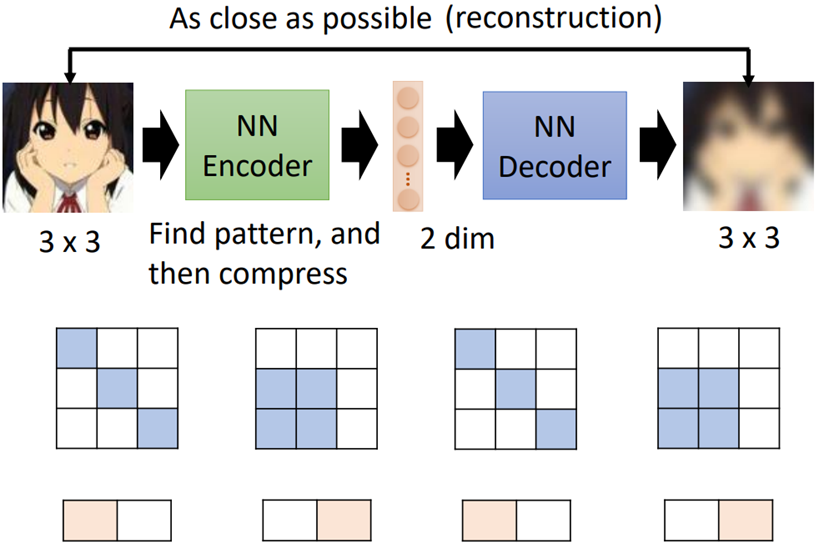 As close as possible (reconstruction)
NN
Encoder
NN
Decoder
3 x 3
Find pattern, and
then compress
2 dim
3 x 3